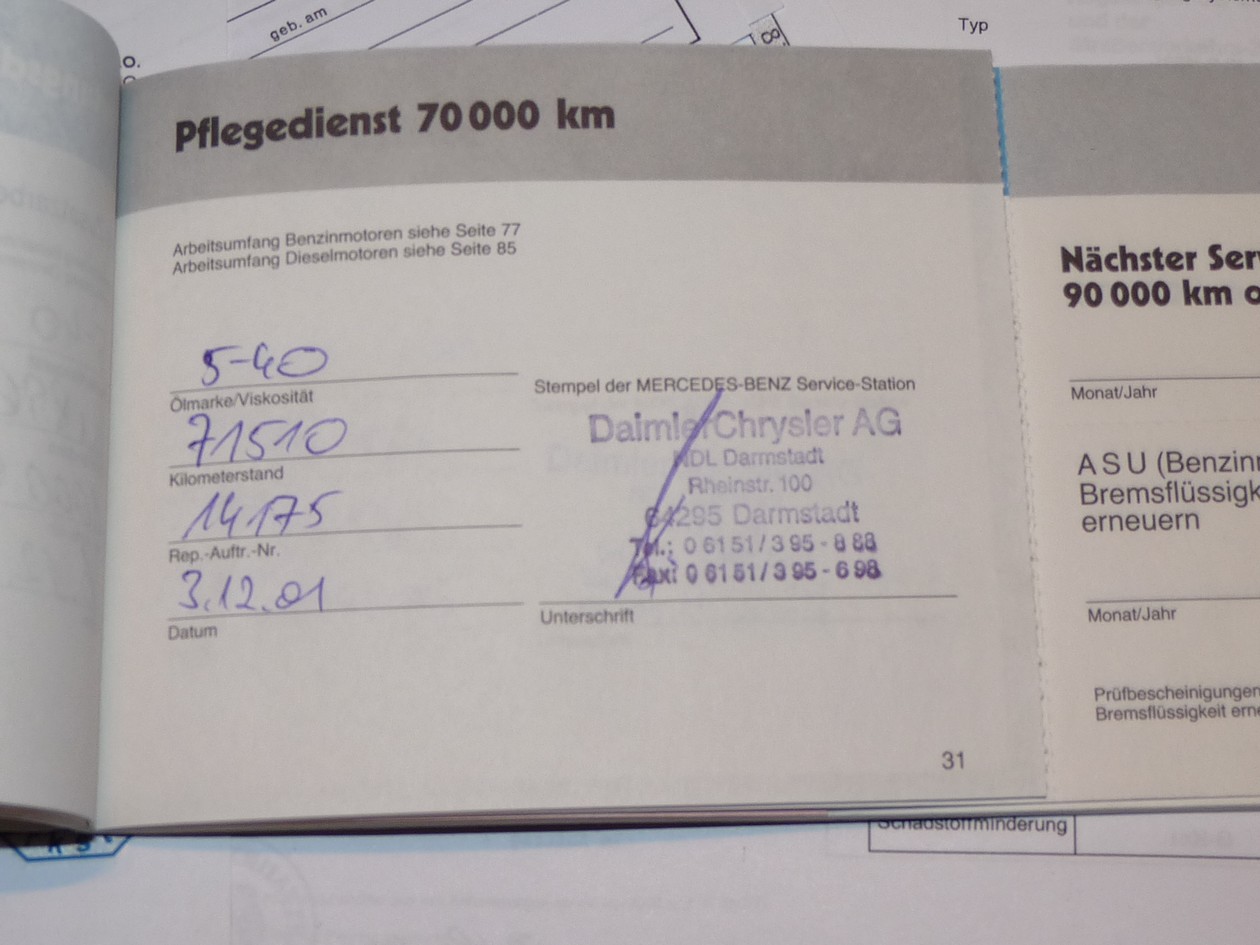 geb. am
Typ
o.
Pflegedienst 70 000 km
Arbeitsumfang Benzinmotoren siehe Seite 77
Arbeitsumfang Dieselmotoren siehe Seite 85
5-40
Ölmarke/Viskosität
71510
Kilometerstand
14175
Rep.-Auftr.-Nr.
3.12.01
Datum
Stempel der MERCEDES-BENZ Service-Station
DaimlerChrysler AG
NDL Darmstadt
Rheinstr. 100
64295 Darmstadt
Tel.: 0 61 51 / 3 95 - 8 88
Fax: 0 61 51 / 3 95 - 6 98
Unterschrift
31
Nächster Ser
90 000 km o
Monat/Jahr
A S U (Benzin
Bremsflüssigk
erneuern
Monat/Jahr
Prüfbescheinigungen
Bremsflüssigkeit erne
Schadstoffminderung